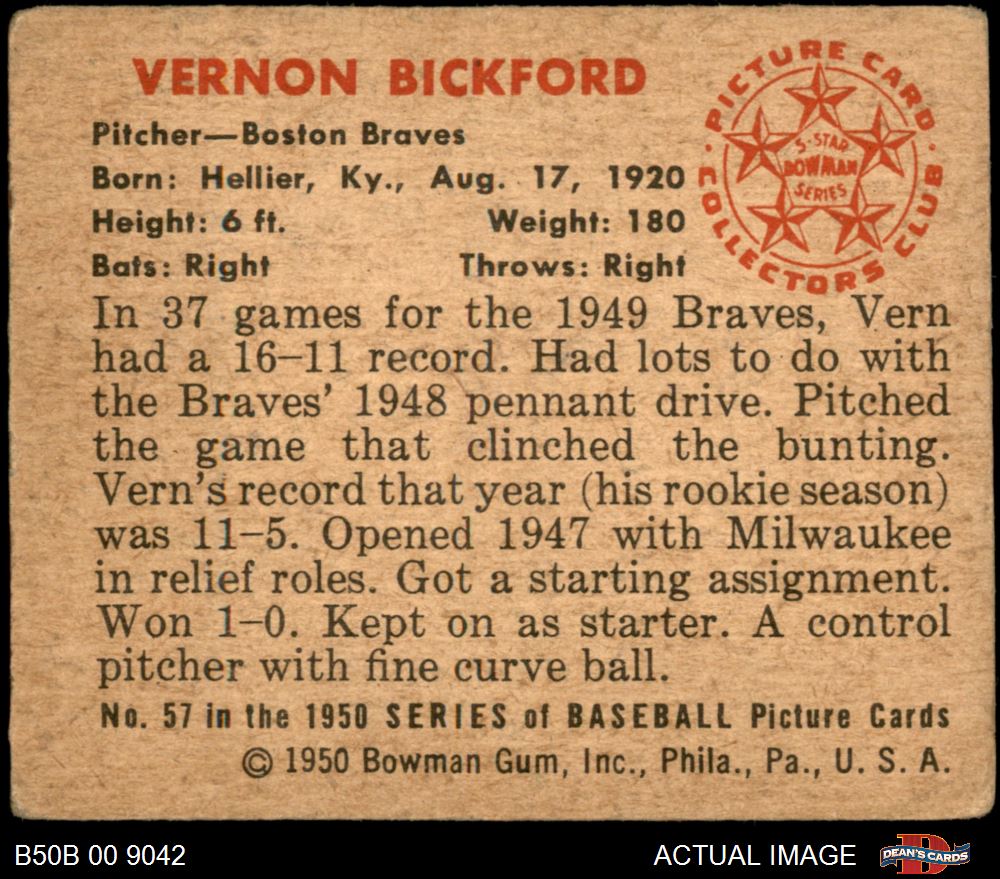 VERNON BICKFORD
Pitcher—Boston Braves
Born: Hellier, Ky., Aug. 17, 1920
Height: 6 ft. Weight: 180
Bats: Right Throws: Right
PICTURE CARD COLLECTORS CLUB
5-STAR
BOWMAN
SERIES
In 37 games for the 1949 Braves, Vern
had a 16–11 record. Had lots to do with
the Braves' 1948 pennant drive. Pitched
the game that clinched the bunting.
Vern's record that year (his rookie season)
was 11–5. Opened 1947 with Milwaukee
in relief roles. Got a starting assignment.
Won 1–0. Kept on as starter. A control
pitcher with fine curve ball.
No. 57 in the 1950 SERIES of BASEBALL Picture Cards
© 1950 Bowman Gum, Inc., Phila., Pa., U. S. A.
B50B 00 9042
ACTUAL IMAGE
D
DEAN'S CARDS